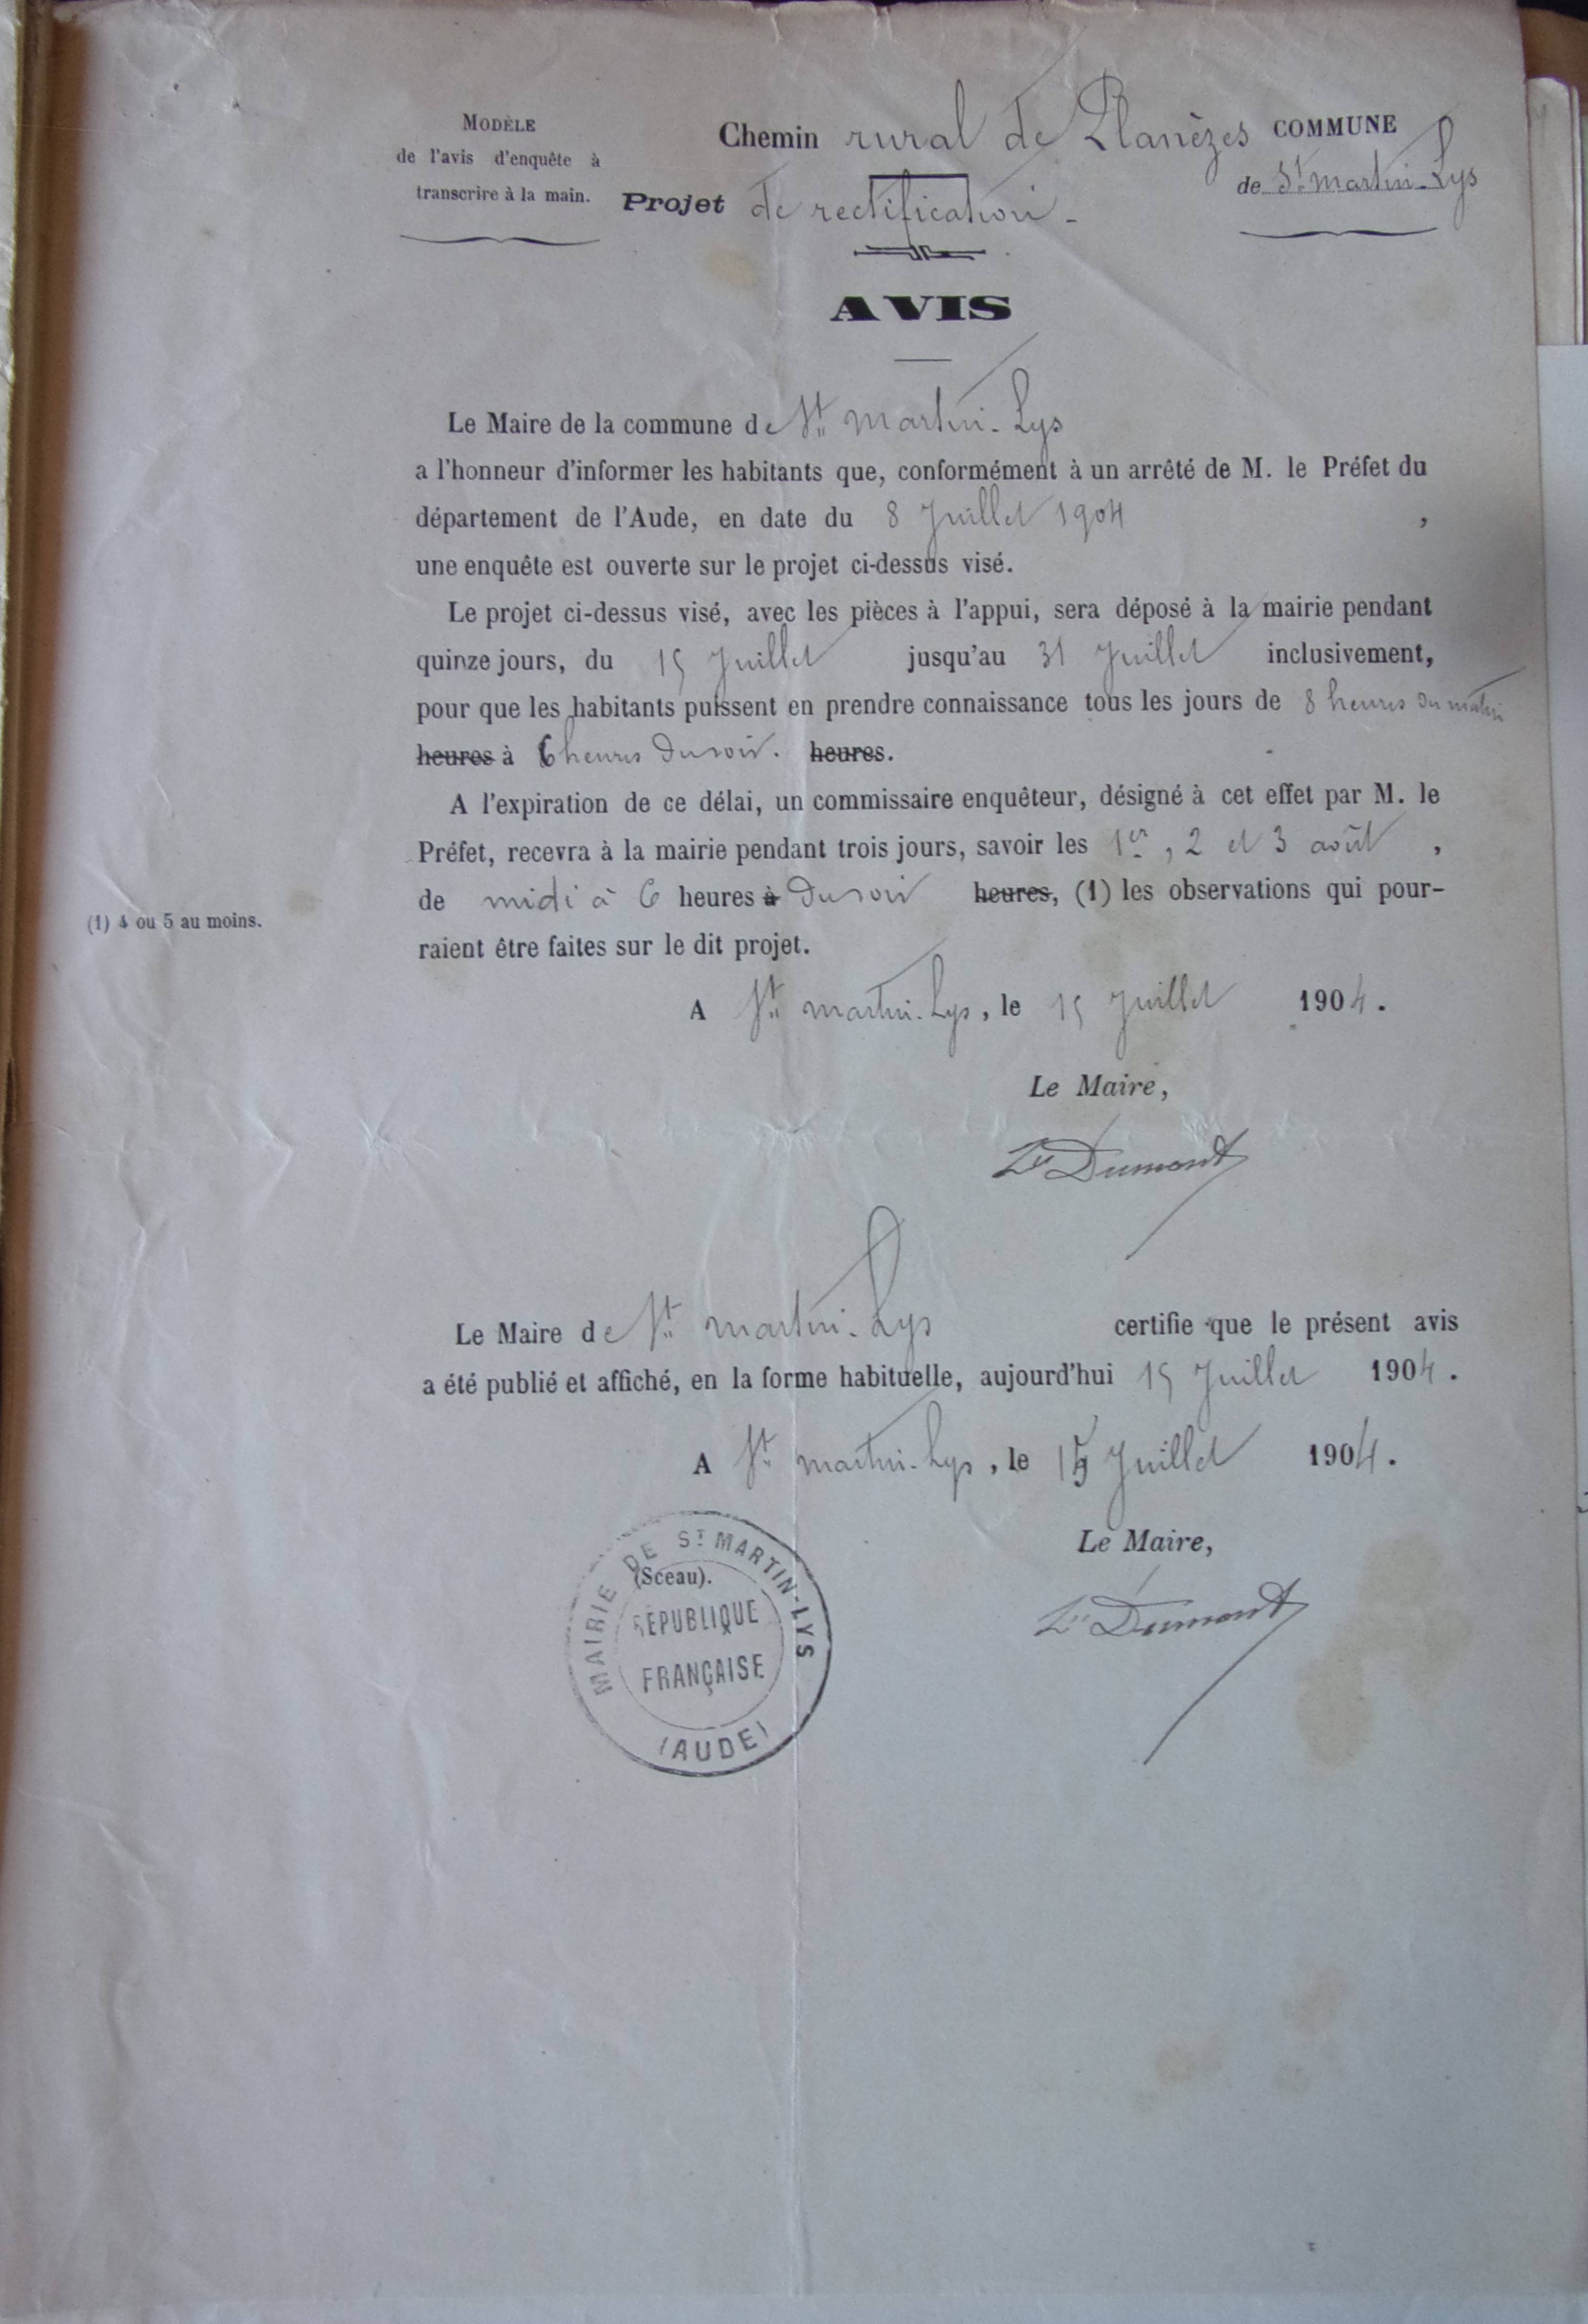 MODÈLE
de l'avis d'enquête à
transcrire à la main.
Chemin rural de Planèzes
Projet de rectification -
COMMUNE
de St. Martin-Lys
AVIS
Le Maire de la commune de St. Martin-Lys
a l'honneur d'informer les habitants que, conformément à un arrêté de M. le Préfet du
département de l'Aude, en date du 8 Juillet 1904 ,
une enquête est ouverte sur le projet ci-dessus visé.
Le projet ci-dessus visé, avec les pièces à l'appui, sera déposé à la mairie pendant
quinze jours, du 15 Juillet jusqu'au 31 Juillet inclusivement,
pour que les habitants puissent en prendre connaissance tous les jours de 8 heures du matin
heures à 6 heures du soir. heures.
A l'expiration de ce délai, un commissaire enquêteur, désigné à cet effet par M. le
Préfet, recevra à la mairie pendant trois jours, savoir les 1er, 2 et 3 août ,
de midi à 6 heures à du soir heures, (1) les observations qui pour-
raient être faites sur le dit projet.
(1) 4 ou 5 au moins.
A St. Martin-Lys, le 15 Juillet 1904.
Le Maire,
Dumont
Le Maire de St. Martin-Lys certifie que le présent avis
a été publié et affiché, en la forme habituelle, aujourd'hui 15 Juillet 1904.
A St. Martin-Lys, le 15 Juillet 1904.
Le Maire,
Dumont
(Sceau).
MAIRIE DE ST MARTIN-LYS
RÉPUBLIQUE
FRANÇAISE
(AUDE)